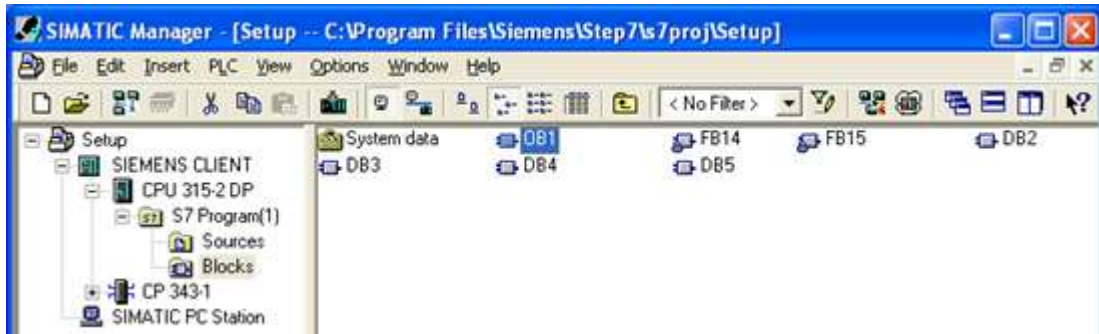 SIMATIC Manager - [Setup -- C:\Program Files\Siemens\Step7\s7proj\Setup]
File Edit Insert PLC View Options Window Help
< No Filter >
Setup
SIEMENS CLIENT
CPU 315-2 DP
S7 Program(1)
Sources
Blocks
CP 343-1
SIMATIC PC Station
System data OB1 FB14 FB15 DB2
DB3 DB4 DB5